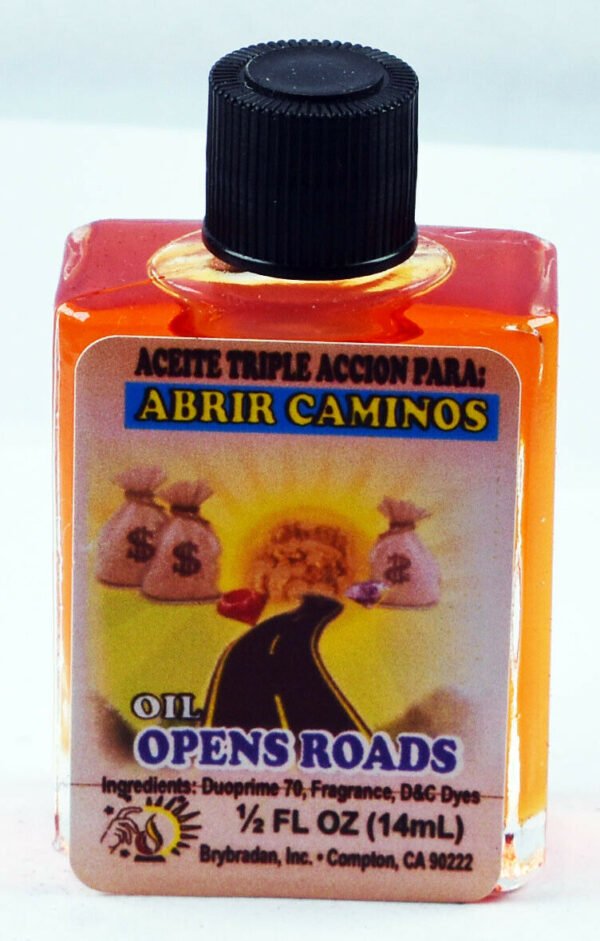 ACEITE TRIPLE ACCION PARA:
ABRIR CAMINOS
$ $ $
OIL
OPENS ROADS
Ingredients: Duoprime 70, Fragrance, D&C Dyes
½ FL OZ (14mL)
Brybradan, Inc. • Compton, CA 90222